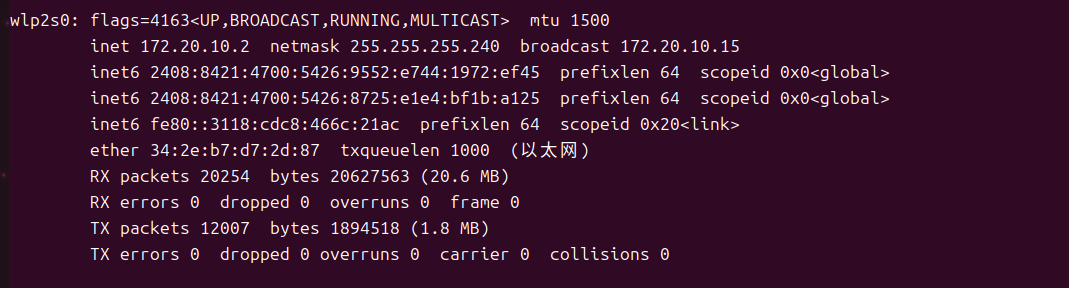 wlp2s0: flags=4163<UP,BROADCAST,RUNNING,MULTICAST>  mtu 1500
inet 172.20.10.2  netmask 255.255.255.240  broadcast 172.20.10.15
inet6 2408:8421:4700:5426:9552:e744:1972:ef45  prefixlen 64  scopeid 0x0<global>
inet6 2408:8421:4700:5426:8725:e1e4:bf1b:a125  prefixlen 64  scopeid 0x0<global>
inet6 fe80::3118:cdc8:466c:21ac  prefixlen 64  scopeid 0x20<link>
ether 34:2e:b7:d7:2d:87  txqueuelen 1000  (以太网)
RX packets 20254  bytes 20627563 (20.6 MB)
RX errors 0  dropped 0  overruns 0  frame 0
TX packets 12007  bytes 1894518 (1.8 MB)
TX errors 0  dropped 0 overruns 0  carrier 0  collisions 0